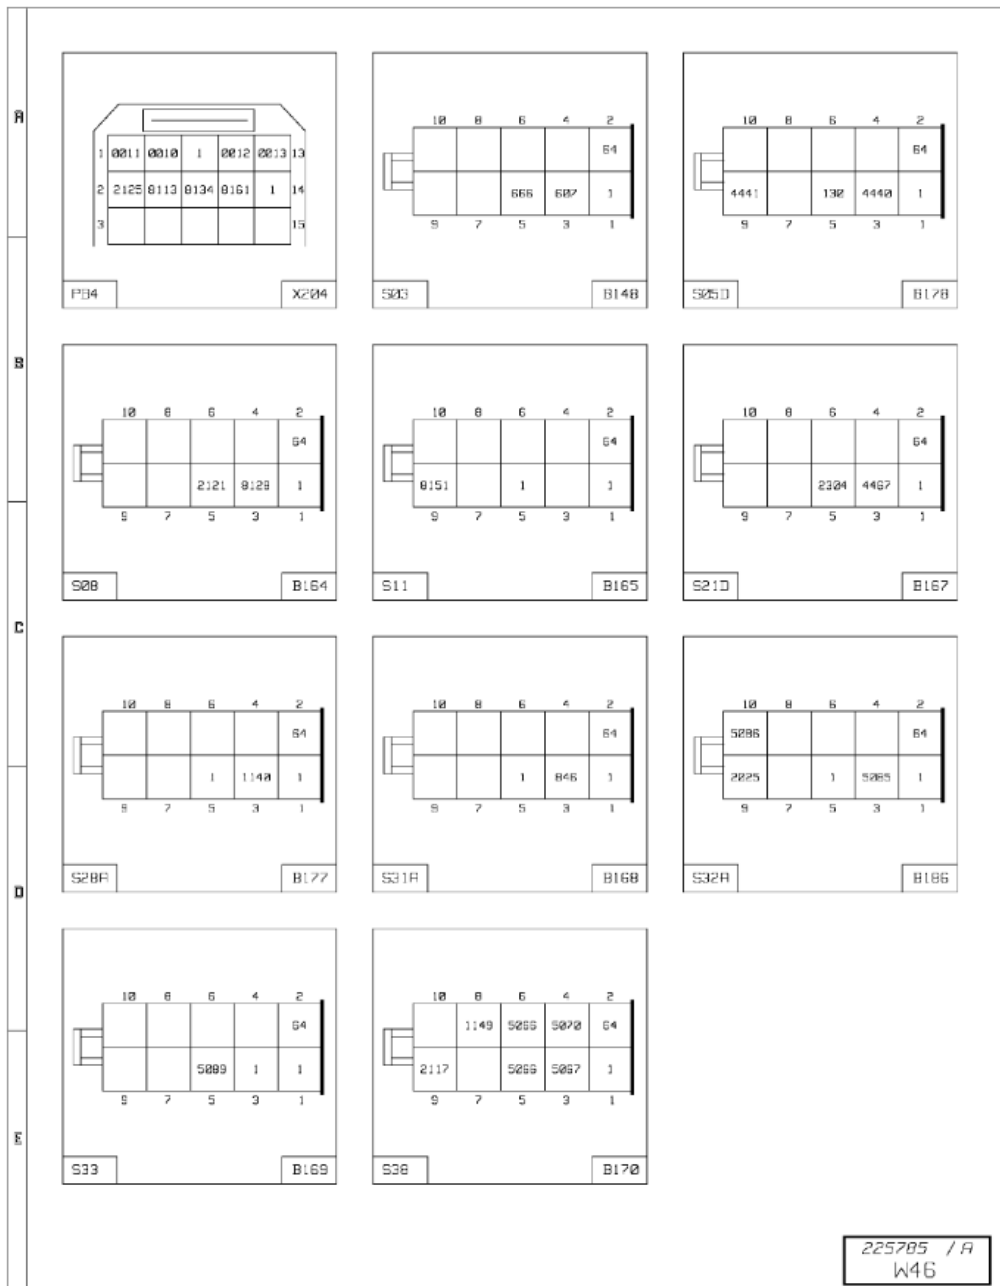 A
1 0011 0010 1 0012 0013 13
2 2125 8113 8134 8161 1 14
3 15
PB4 X204
10 8 6 4 2
64
666 607 1
9 7 5 3 1
S03 B148
10 8 6 4 2
64
4441 130 4440 1
9 7 5 3 1
S05D B178
B
10 8 6 4 2
64
2121 8128 1
9 7 5 3 1
S08 B164
10 8 6 4 2
64
8151 1 1
9 7 5 3 1
S11 B165
10 8 6 4 2
64
2304 4467 1
9 7 5 3 1
S21D B167
C
10 8 6 4 2
64
1 1140 1
9 7 5 3 1
S28A B177
10 8 6 4 2
64
1 846 1
9 7 5 3 1
S31A B168
10 8 6 4 2
5086 64
2025 1 5085 1
9 7 5 3 1
S32A B186
D
10 8 6 4 2
64
5089 1 1
9 7 5 3 1
S33 B169
10 8 6 4 2
1149 5066 5070 64
2117 5066 5067 1
9 7 5 3 1
S38 B170
E
225785 / A
W46